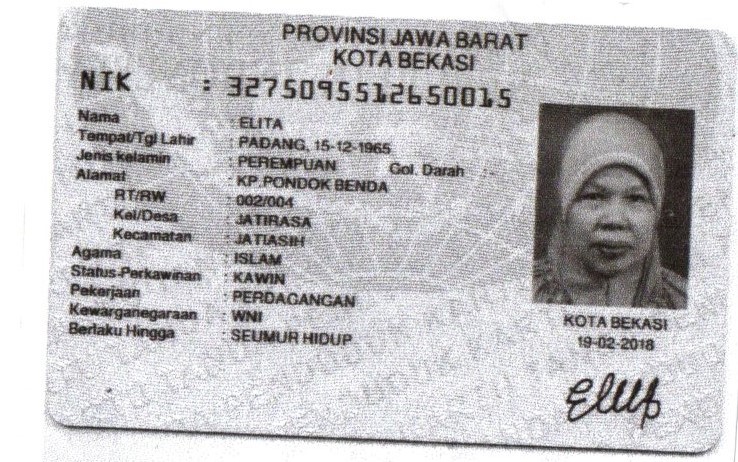 PROVINSI JAWA BARAT
KOTA BEKASI
NIK : 3275095512650015
Nama : ELITA
Tempat/Tgl Lahir : PADANG, 15-12-1965
Jenis kelamin : PEREMPUAN Gol. Darah : -
Alamat : KP.PONDOK BENDA
RT/RW : 002/004
Kel/Desa : JATIRASA
Kecamatan : JATIASIH
Agama : ISLAM
Status Perkawinan : KAWIN
Pekerjaan : PERDAGANGAN
Kewarganegaraan : WNI
Berlaku Hingga : SEUMUR HIDUP
KOTA BEKASI
19-02-2018